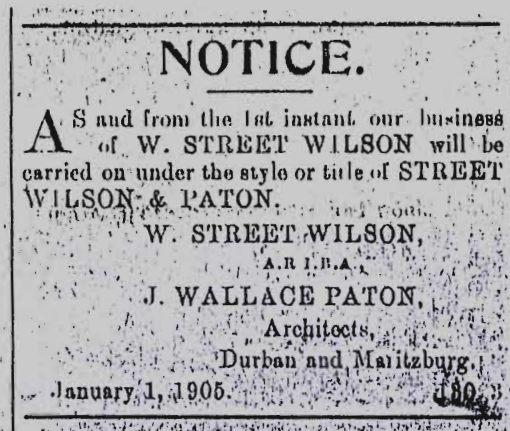 NOTICE.
AS and from the 1st instant our business
of W. STREET WILSON will be
carried on under the style or title of STREET
WILSON & PATON.
W. STREET WILSON,
A.R.I.B.A.,
J. WALLACE PATON,
Architects,
Durban and Maritzburg.
January 1, 1905.